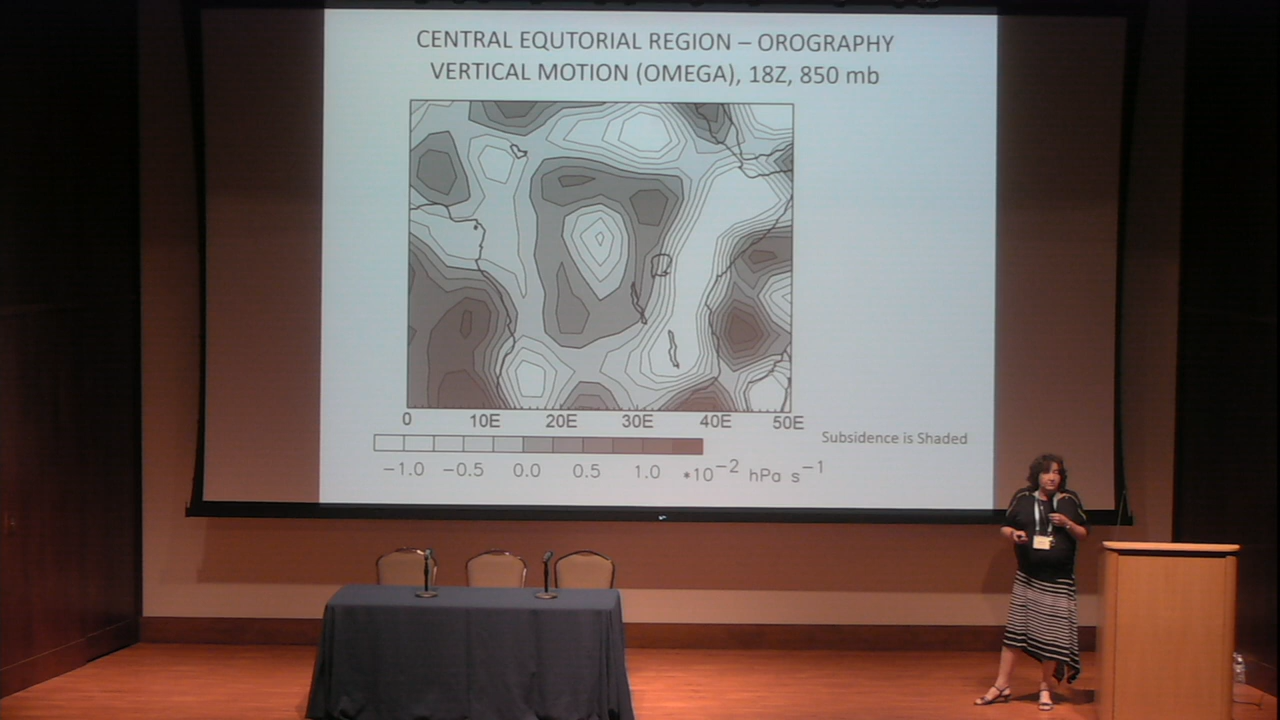 CENTRAL EQUTORIAL REGION – OROGRAPHY
VERTICAL MOTION (OMEGA), 18Z, 850 mb
0 10E 20E 30E 40E 50E
Subsidence is Shaded
−1.0 −0.5 0.0 0.5 1.0 *10⁻² hPa s⁻¹